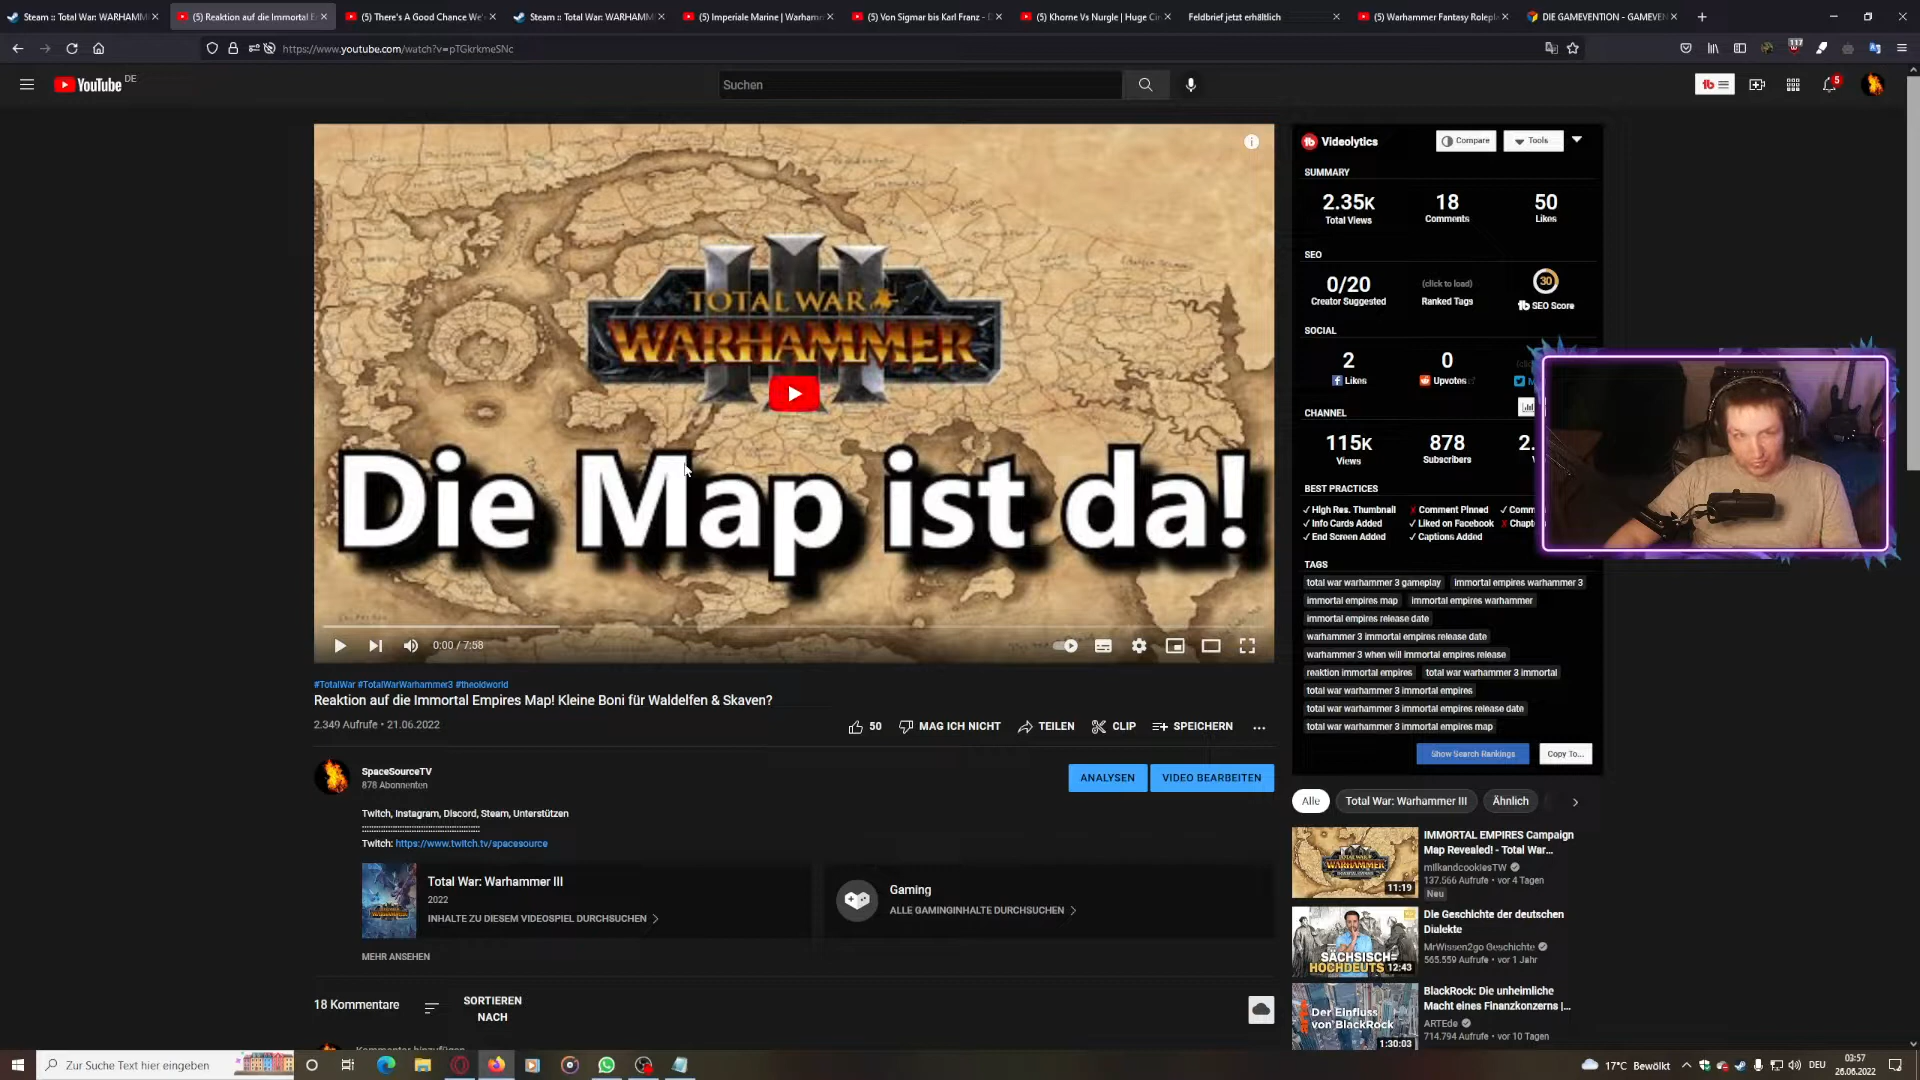 Steam :: Total War: WARHAMM
(5) Reaktion auf die Immortal E
(5) There's A Good Chance We'
Steam :: Total War: WARHAMM
(5) Imperiale Marine | Warham
(5) Von Sigmar bis Karl Franz - D
(5) Khorne Vs Nurgle | Huge Ci
Feldbrief jetzt erhältlich
(5) Warhammer Fantasy Rolepl
DIE GAMEVENTION - GAMEVEN
https://www.youtube.com/watch?v=pTGkrkmeSNc
117
YouTube DE
Suchen
5
TOTAL WAR
WARHAMMER
III
Die Map ist da!
0:00 / 7:58
#TotalWar #TotalWarWarhammer3 #theoldworld
Reaktion auf die Immortal Empires Map! Kleine Boni für Waldelfen & Skaven?
2.349 Aufrufe • 21.06.2022
50
MAG ICH NICHT
TEILEN
CLIP
SPEICHERN
SpaceSourceTV
878 Abonnenten
ANALYSEN
VIDEO BEARBEITEN
Twitch, Instagram, Discord, Steam, Unterstützen
Twitch: https://www.twitch.tv/spacesource
Total War: Warhammer III
2022
INHALTE ZU DIESEM VIDEOSPIEL DURCHSUCHEN
Gaming
ALLE GAMINGINHALTE DURCHSUCHEN
MEHR ANSEHEN
18 Kommentare
SORTIEREN NACH
Kommentar hinzufügen
Videolytics
Compare
Tools
SUMMARY
2.35K
Total Views
18
Comments
50
Likes
SEO
0/20
Creator Suggested
(click to load)
Ranked Tags
30
tb SEO Score
SOCIAL
2
Likes
0
Upvotes
CHANNEL
115K
Views
878
Subscribers
2.
BEST PRACTICES
✓ High Res. Thumbnail
✗ Comment Pinned
✓ Comm
✓ Info Cards Added
✓ Liked on Facebook
✗ Chapt
✓ End Screen Added
✓ Captions Added
TAGS
total war warhammer 3 gameplay
immortal empires warhammer 3
immortal empires map
immortal empires warhammer
immortal empires release date
warhammer 3 immortal empires release date
warhammer 3 when will immortal empires release
reaktion immortal empires
total war warhammer 3 immortal
total war warhammer 3 immortal empires
total war warhammer 3 immortal empires release date
total war warhammer 3 immortal empires map
Show Search Rankings
Copy To...
Alle
Total War: Warhammer III
Ähnlich
IMMORTAL EMPIRES Campaign
Map Revealed! - Total War...
milkandcookiesTW
137.566 Aufrufe • vor 4 Tagen
Neu
11:19
Die Geschichte der deutschen
Dialekte
MrWissen2go Geschichte
565.559 Aufrufe • vor 1 Jahr
SÄCHSISCH=
HOCHDEUTS
12:43
BlackRock: Die unheimliche
Macht eines Finanzkonzerns |...
ARTEde
714.794 Aufrufe • vor 10 Tagen
Der Einfluss
von BlackRock
1:30:03
Zur Suche Text hier eingeben
17°C Bewölkt
DEU
03:57
26.06.2022